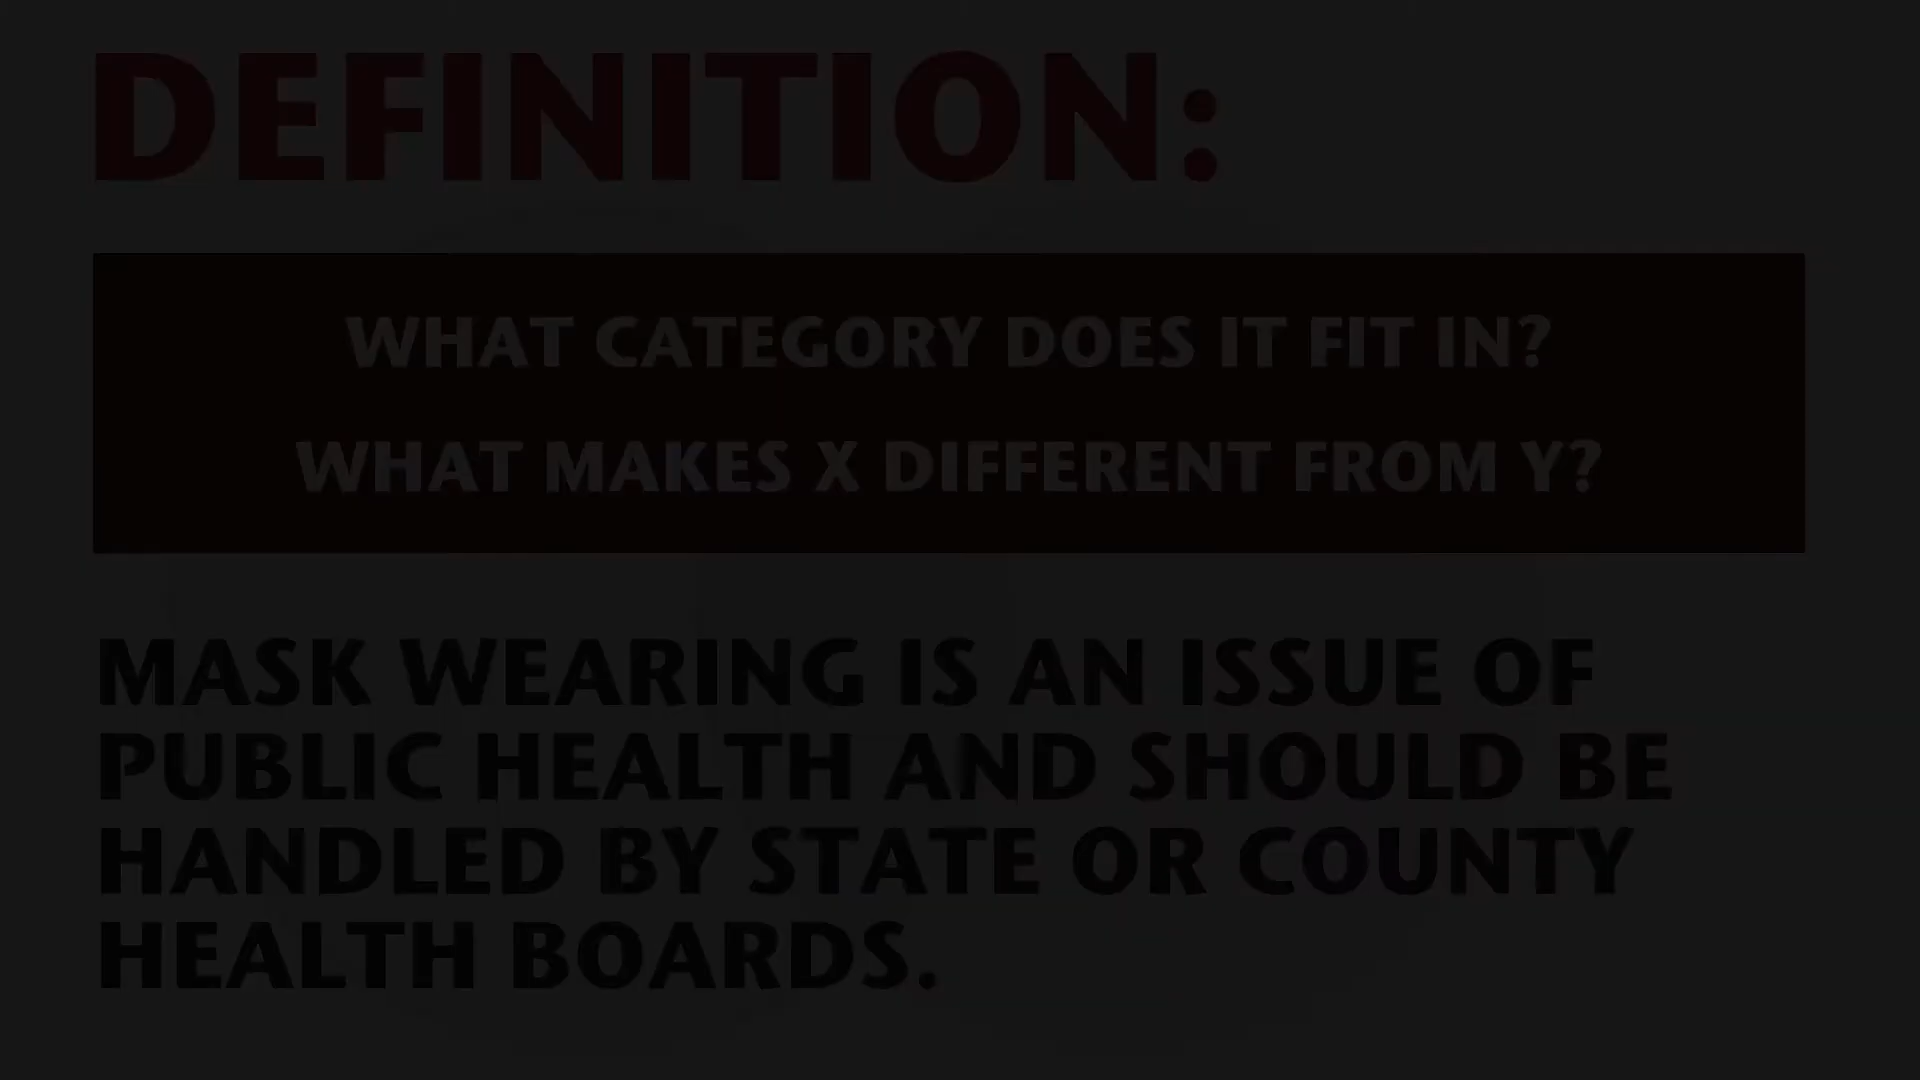 DEFINITION:
WHAT CATEGORY DOES IT FIT IN?
WHAT MAKES X DIFFERENT FROM Y?
MASK WEARING IS AN ISSUE OF
PUBLIC HEALTH AND SHOULD BE
HANDLED BY STATE OR COUNTY
HEALTH BOARDS.